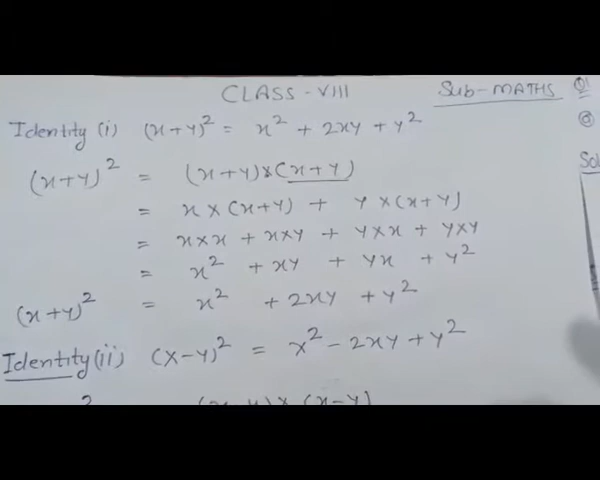 CLASS - VIII
Sub - MATHS
Identity (i) (x+y)² = x² + 2xy + y²
(x+y)² = (x+y)×(x+y)
= x×(x+y) + y×(x+y)
= x×x + x×y + y×x + y×y
= x² + xy + yx + y²
(x+y)² = x² + 2xy + y²
Identity (ii) (x-y)² = x² - 2xy + y²
(x-y)×(x-y)
Sol